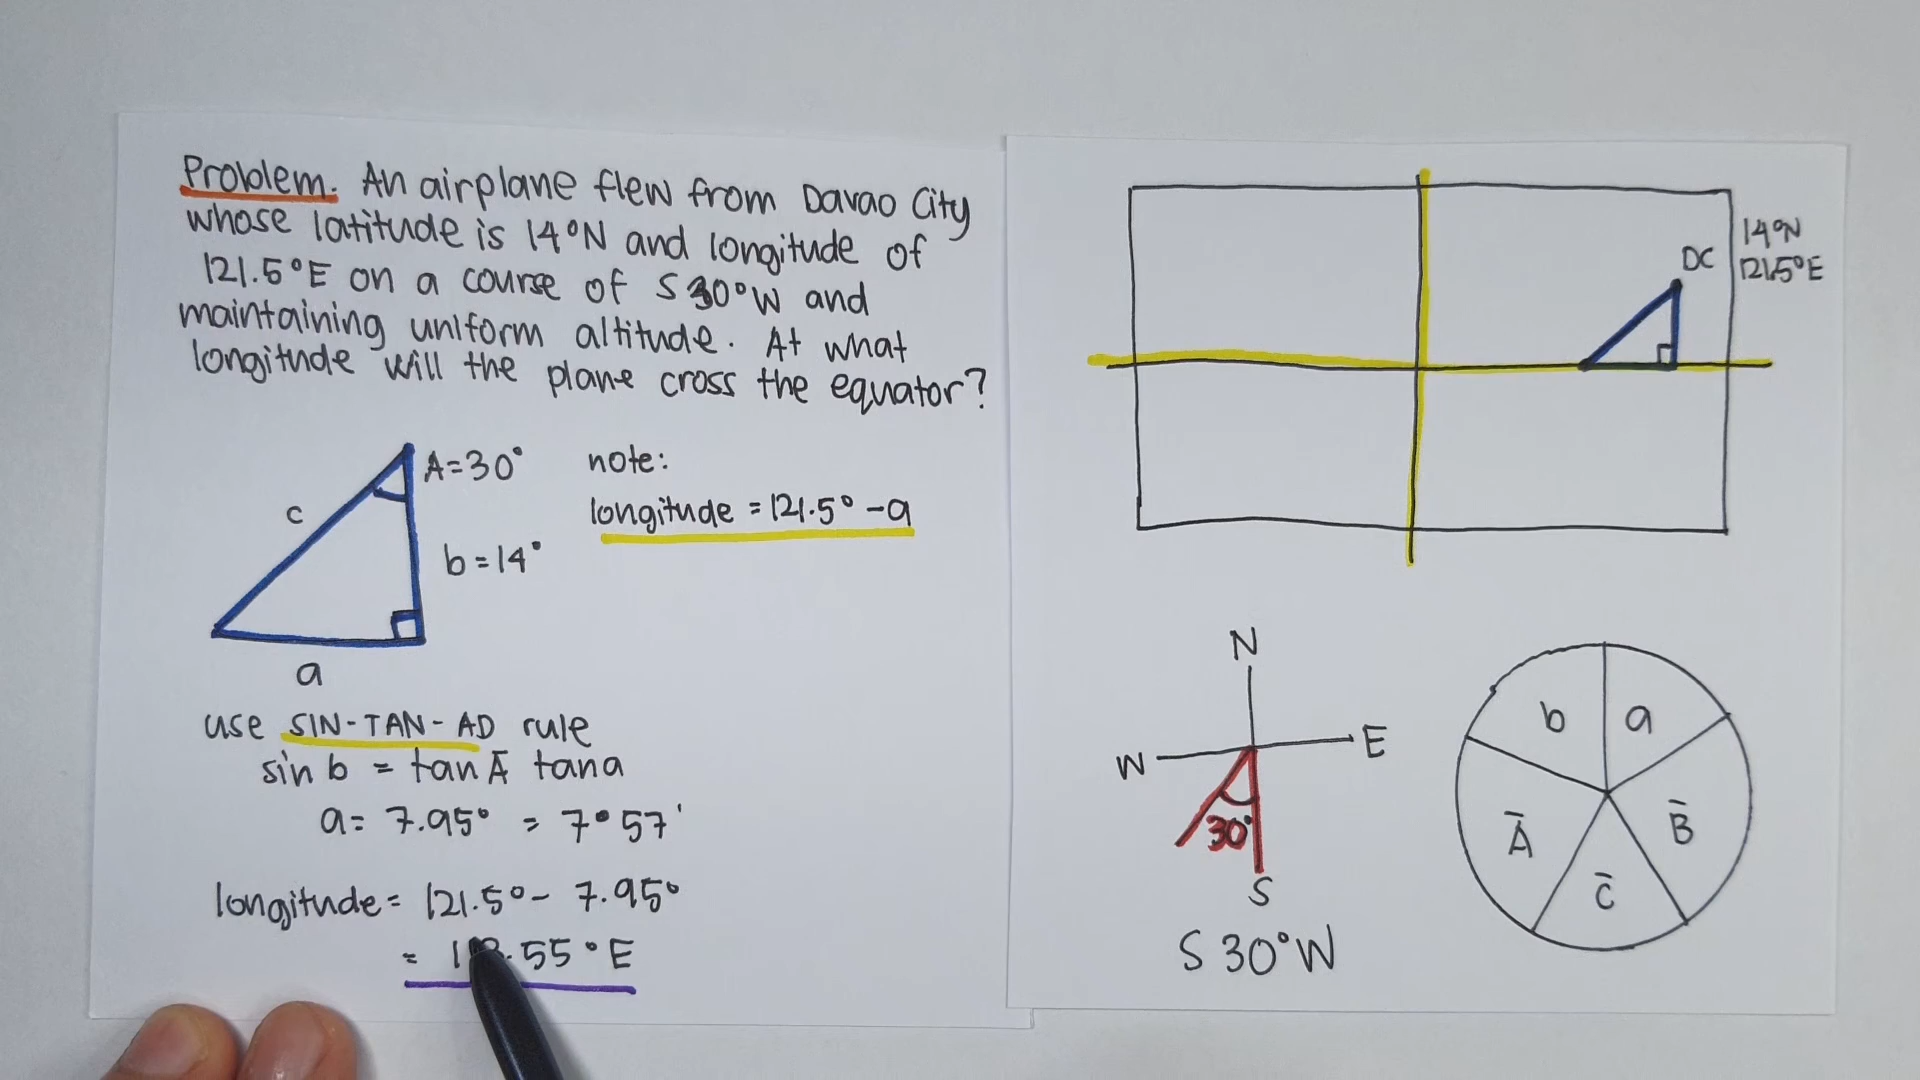 Problem. An airplane flew from Davao City
whose latitude is 14°N and longitude of
121.5°E on a course of S30°W and
maintaining uniform altitude. At what
longitude will the plane cross the equator?
A=30°
c
b=14°
a
note:
longitude = 121.5° - a
use SIN-TAN-AD rule
sin b = tan Ā tan a
a = 7.95° = 7°57'
longitude = 121.5° - 7.95°
14°N
DC
121.5°E
N
W
E
30°
S
S30°W
b
a
Ā
B̄
c̄